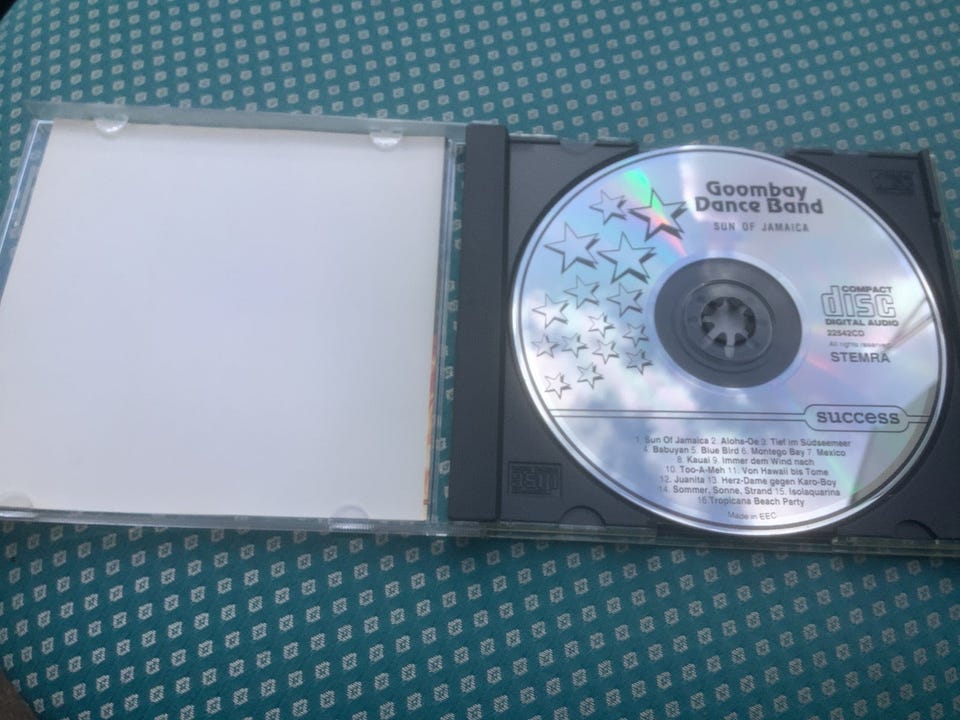 Goombay
Dance Band
SUN OF JAMAICA
COMPACT
disc
DIGITAL AUDIO
22542CD
All rights reserved
STEMRA
success
1. Sun Of Jamaica 2. Aloha-Oe 3. Tief im Südseemeer
4. Babuyan 5. Blue Bird 6. Montego Bay 7. Mexico
8. Kauai 9. Immer dem Wind nach
10. Too-A-Meh 11. Von Hawaii bis Tome
12. Juanita 13. Herz-Dame gegen Karo-Boy
14. Sommer, Sonne, Strand 15. Isolaquarina
16. Tropicana Beach Party
Made in EEC
disc